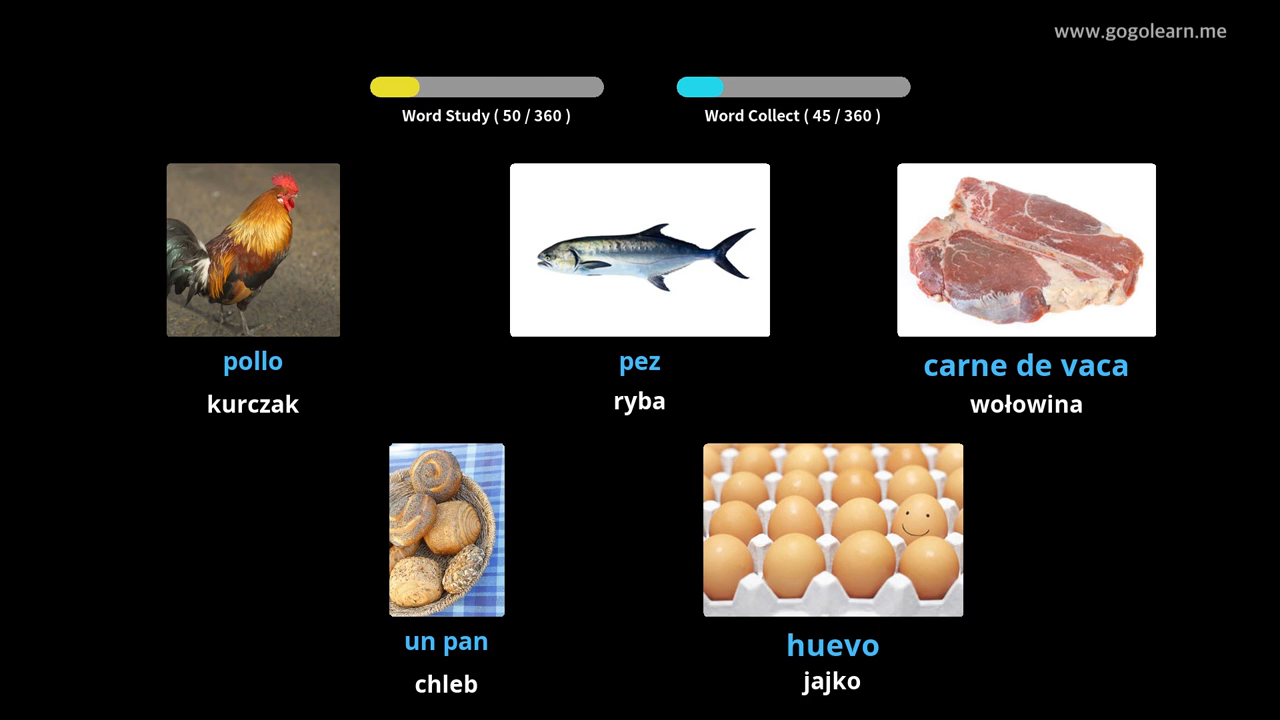 www.gogolearn.me
Word Study ( 50 / 360 )
Word Collect ( 45 / 360 )
pollo
kurczak
pez
ryba
carne de vaca
wołowina
un pan
chleb
huevo
jajko